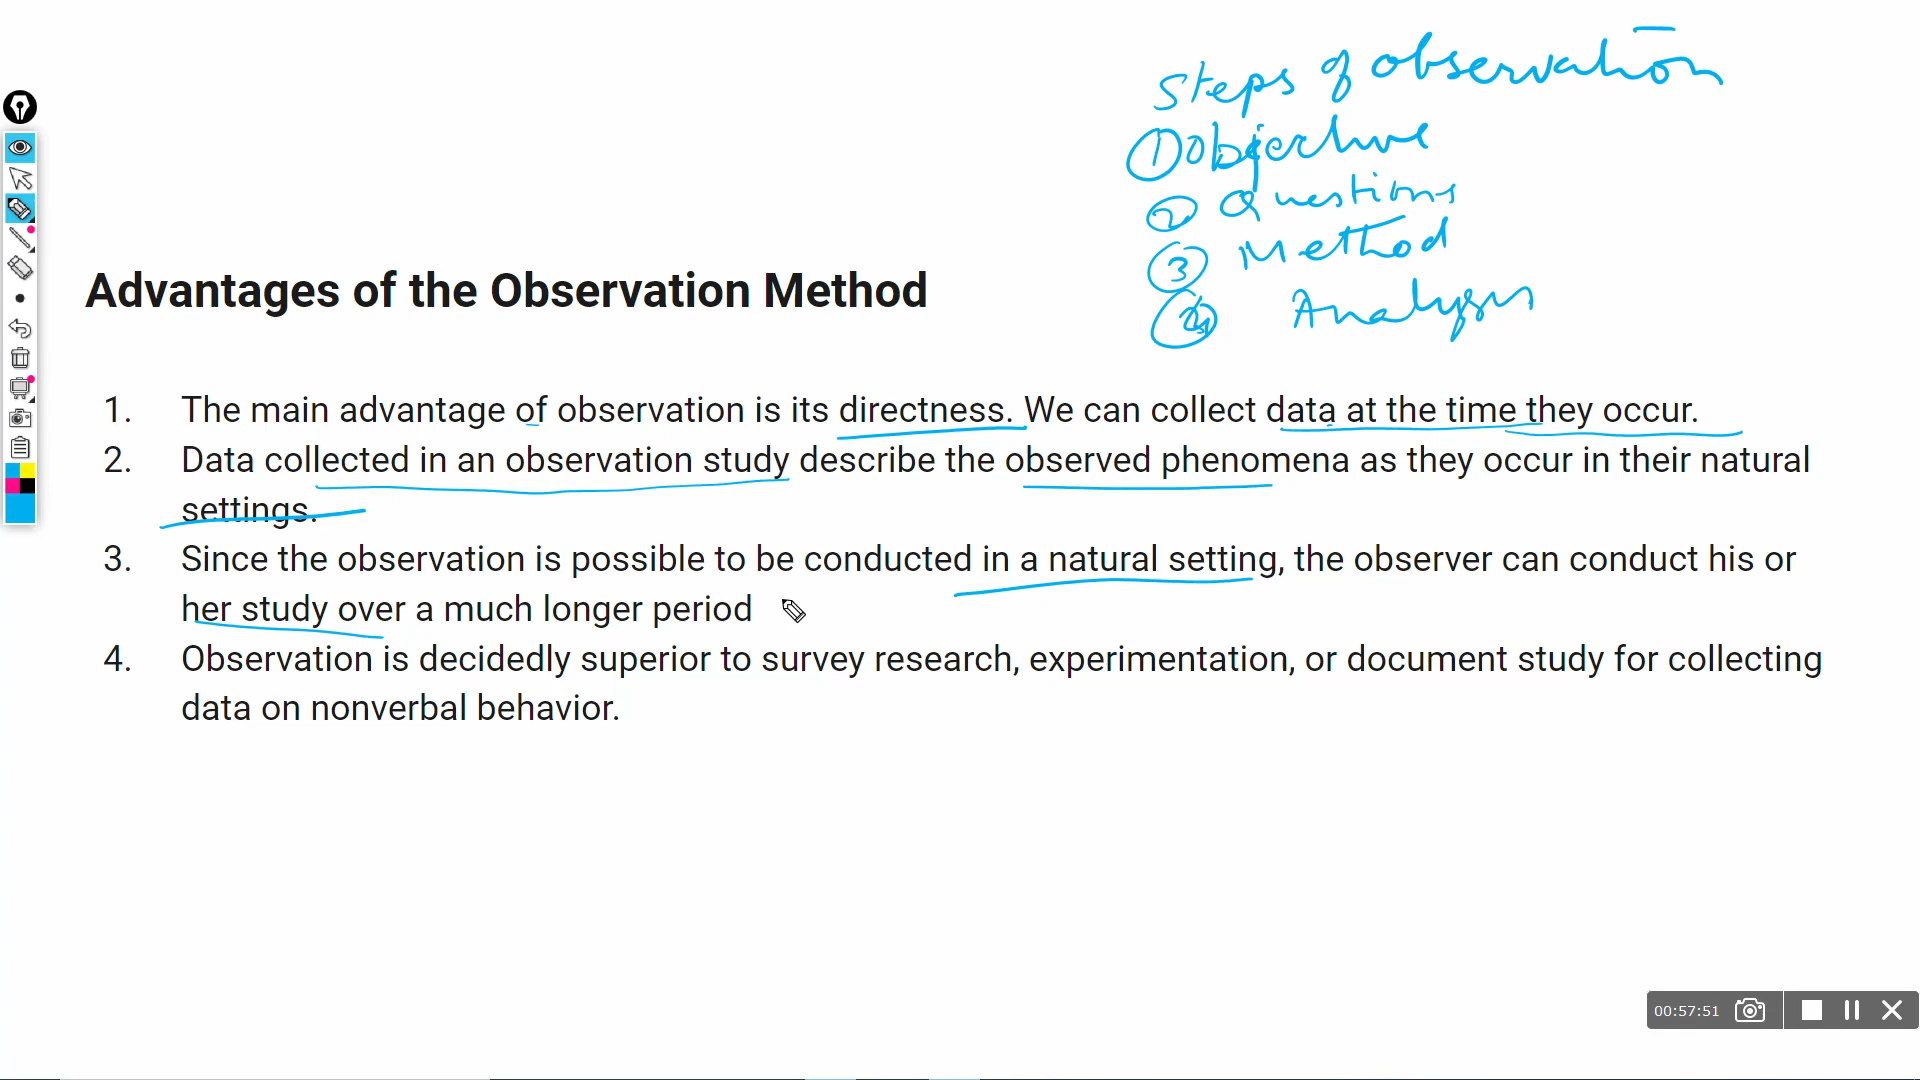 Steps of observation
① Objective
② Questions
③ Method
④ Analysis
Advantages of the Observation Method
1. The main advantage of observation is its directness. We can collect data at the time they occur.
2. Data collected in an observation study describe the observed phenomena as they occur in their natural
settings.
3. Since the observation is possible to be conducted in a natural setting, the observer can conduct his or
her study over a much longer period
4. Observation is decidedly superior to survey research, experimentation, or document study for collecting
data on nonverbal behavior.
00:57:51